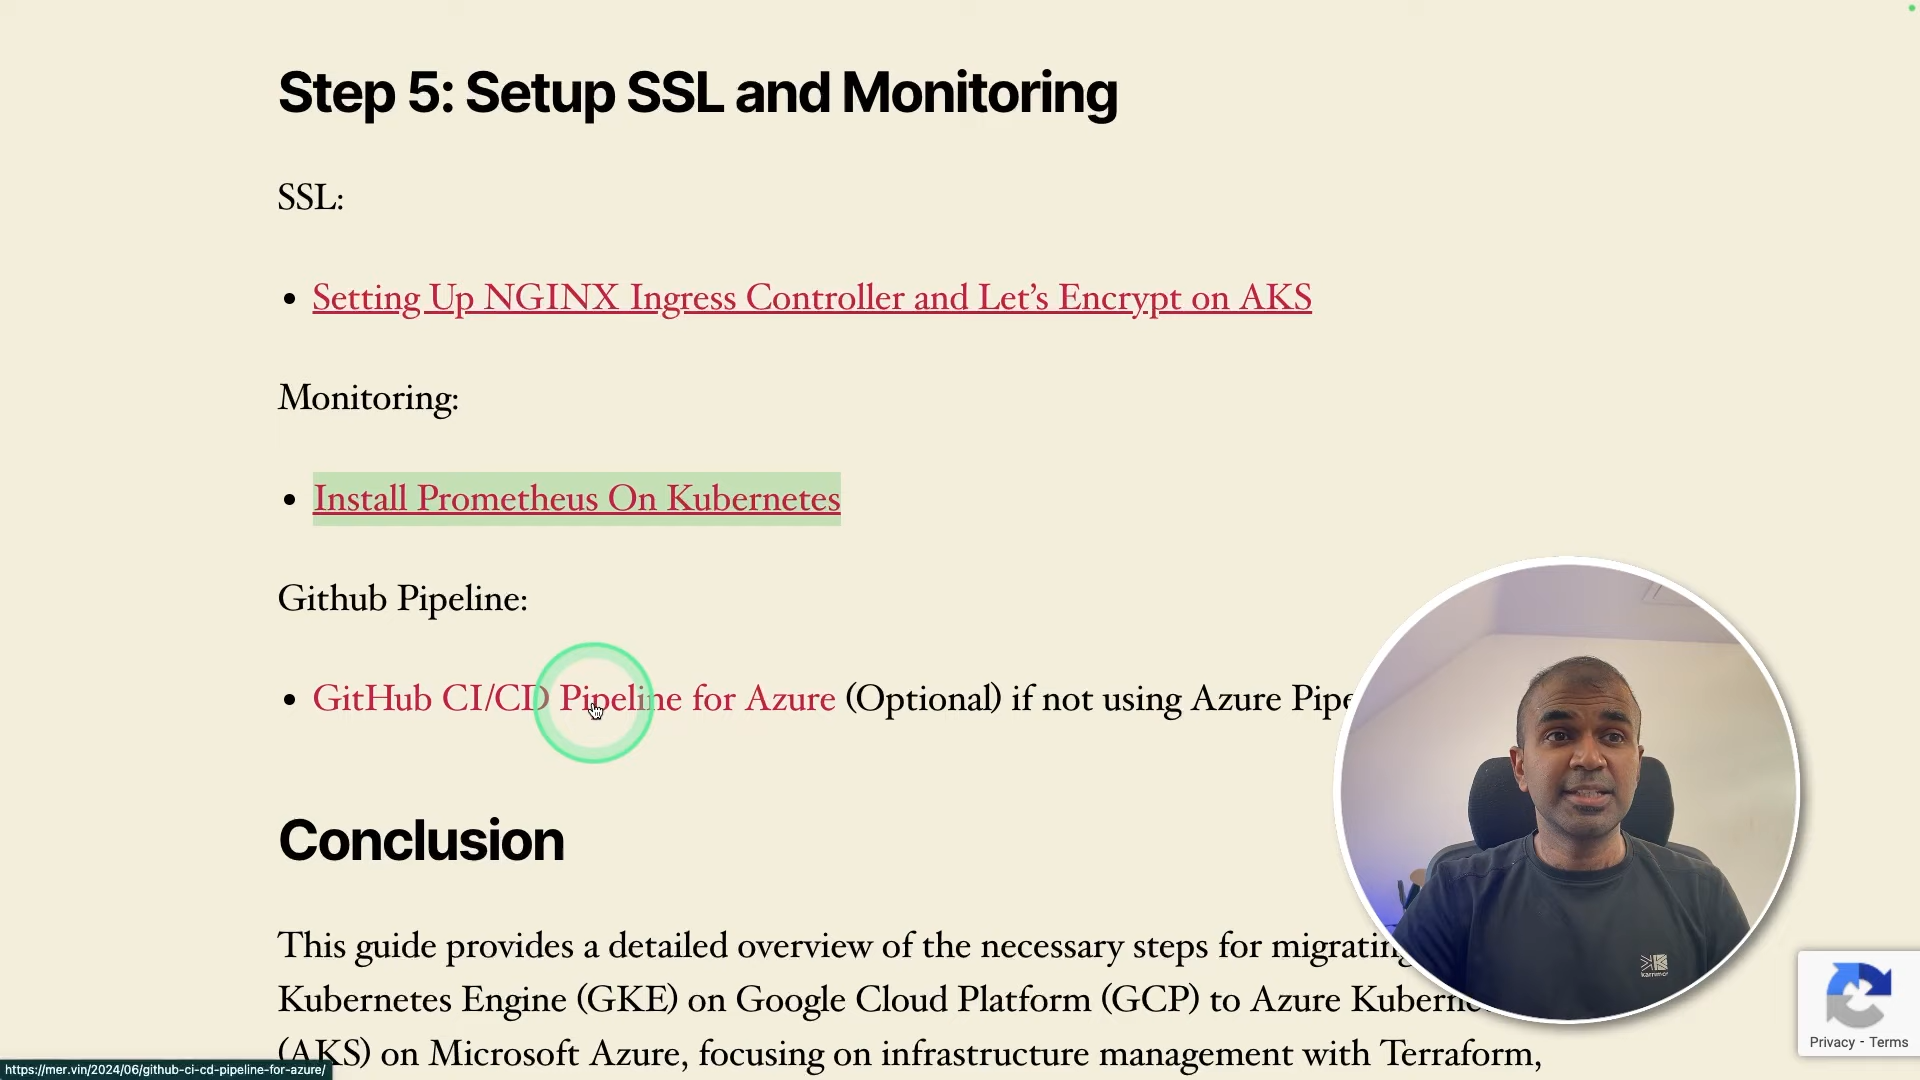 Step 5: Setup SSL and Monitoring
SSL:
Setting Up NGINX Ingress Controller and Let’s Encrypt on AKS
Monitoring:
Install Prometheus On Kubernetes
Github Pipeline:
GitHub CI/CD Pipeline for Azure (Optional) if not using Azure Pipe
Conclusion
This guide provides a detailed overview of the necessary steps for migrating
Kubernetes Engine (GKE) on Google Cloud Platform (GCP) to Azure Kuberne
(AKS) on Microsoft Azure, focusing on infrastructure management with Terraform,
karrimor
Privacy - Terms
https://mer.vin/2024/06/github-ci-cd-pipeline-for-azure/